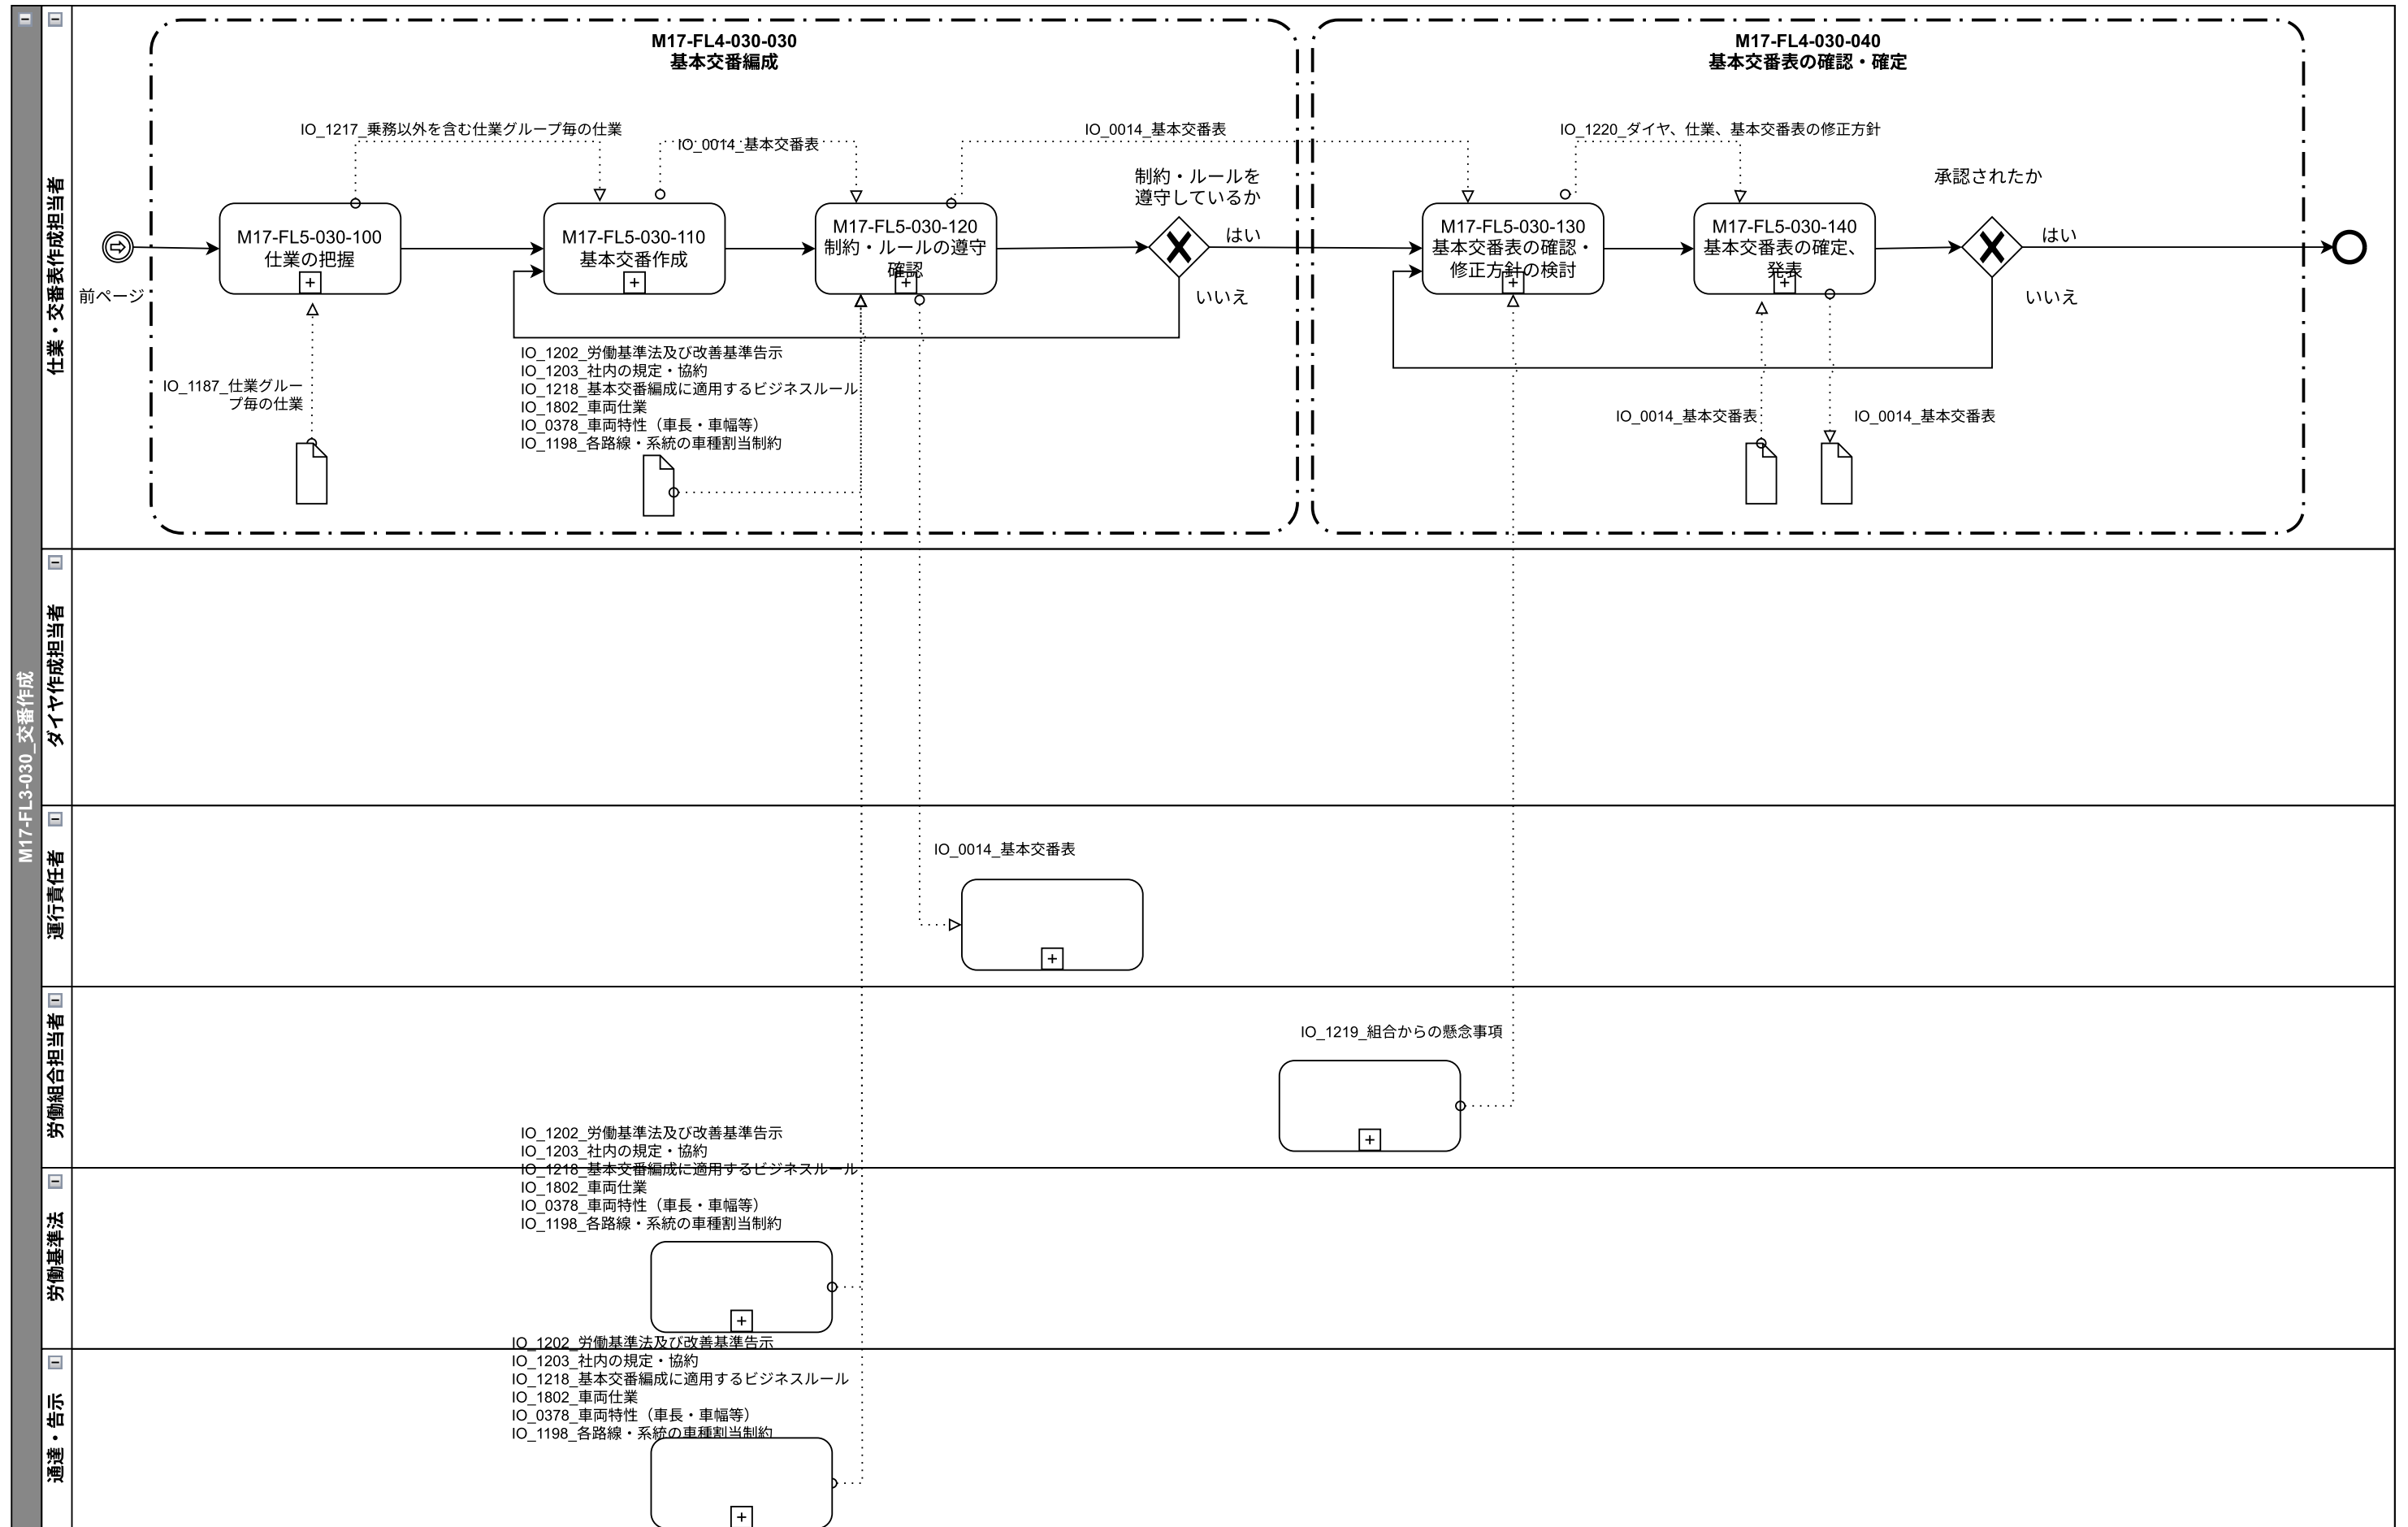 M17-FL3-030_交番作成
仕業・交番表作成担当者
M17-FL4-030-030
基本交番編成
M17-FL4-030-040
基本交番表の確認・確定
IO_1217_乗務以外を含む仕業グループ毎の仕業
IO_0014_基本交番表
IO_0014_基本交番表
IO_1220_ダイヤ、仕業、基本交番表の修正方針
制約・ルールを
遵守しているか
承認されたか
前ページ
M17-FL5-030-100
仕業の把握
M17-FL5-030-110
基本交番作成
M17-FL5-030-120
制約・ルールの遵守
確認
はい
いいえ
M17-FL5-030-130
基本交番表の確認・
修正方針の検討
M17-FL5-030-140
基本交番表の確定、
発表
はい
いいえ
IO_1187_仕業グルー
プ毎の仕業
IO_1202_労働基準法及び改善基準告示
IO_1203_社内の規定・協約
IO_1218_基本交番編成に適用するビジネスルール
IO_1802_車両仕業
IO_0378_車両特性（車長・車幅等）
IO_1198_各路線・系統の車種割当制約
IO_0014_基本交番表
IO_0014_基本交番表
ダイヤ作成担当者
運行責任者
IO_0014_基本交番表
労働組合担当者
IO_1219_組合からの懸念事項
IO_1202_労働基準法及び改善基準告示
IO_1203_社内の規定・協約
IO_1218_基本交番編成に適用するビジネスルール
IO_1802_車両仕業
IO_0378_車両特性（車長・車幅等）
IO_1198_各路線・系統の車種割当制約
労働基準法
IO_1202_労働基準法及び改善基準告示
IO_1203_社内の規定・協約
IO_1218_基本交番編成に適用するビジネスルール
IO_1802_車両仕業
IO_0378_車両特性（車長・車幅等）
IO_1198_各路線・系統の車種割当制約
通達・告示